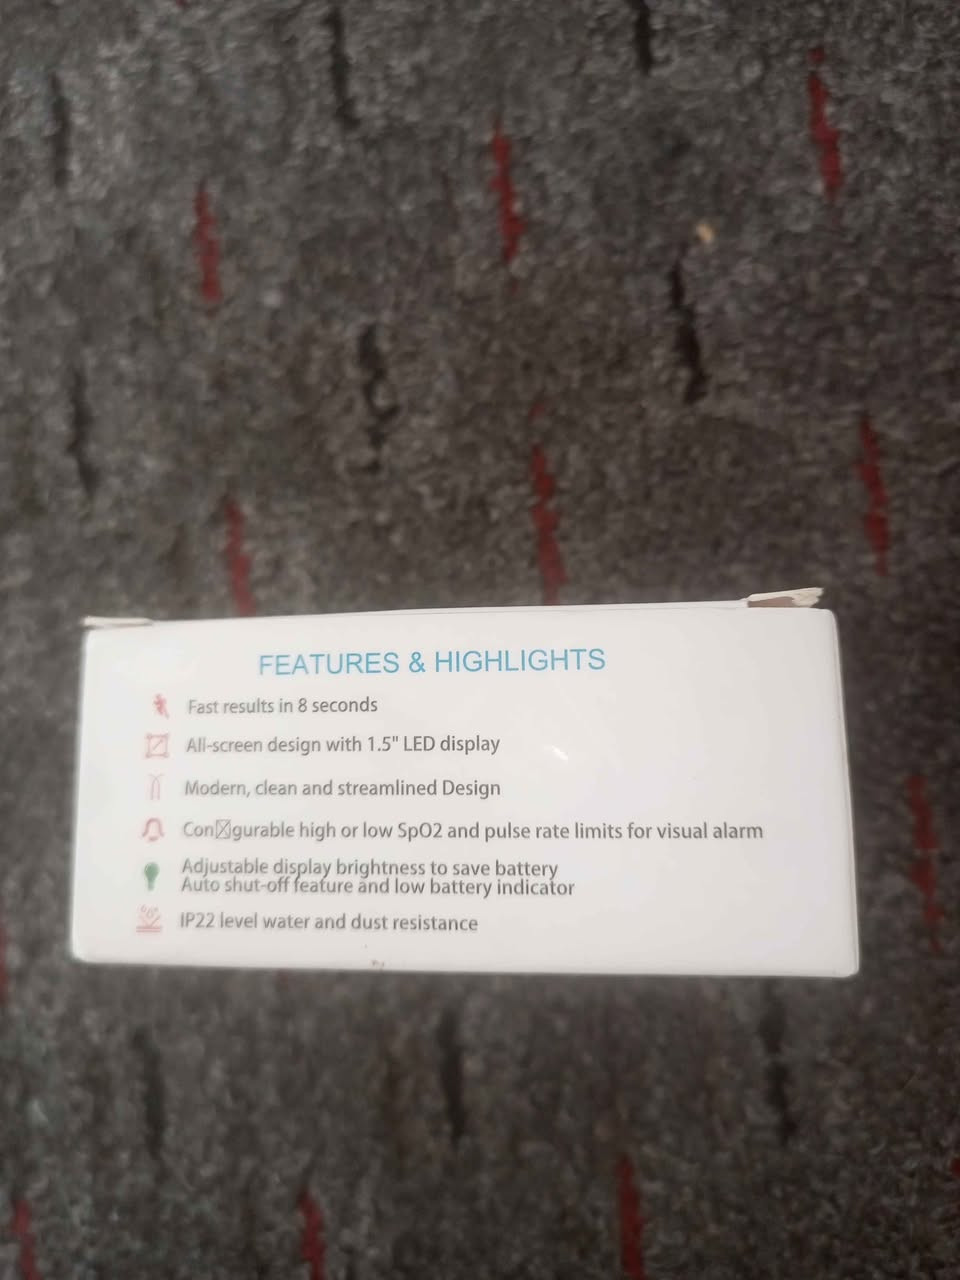 FEATURES & HIGHLIGHTS
Fast results in 8 seconds
All-screen design with 1.5" LED display
Modern, clean and streamlined Design
Con☒gurable high or low SpO2 and pulse rate limits for visual alarm
Adjustable display brightness to save battery
Auto shut-off feature and low battery indicator
IP22 level water and dust resistance